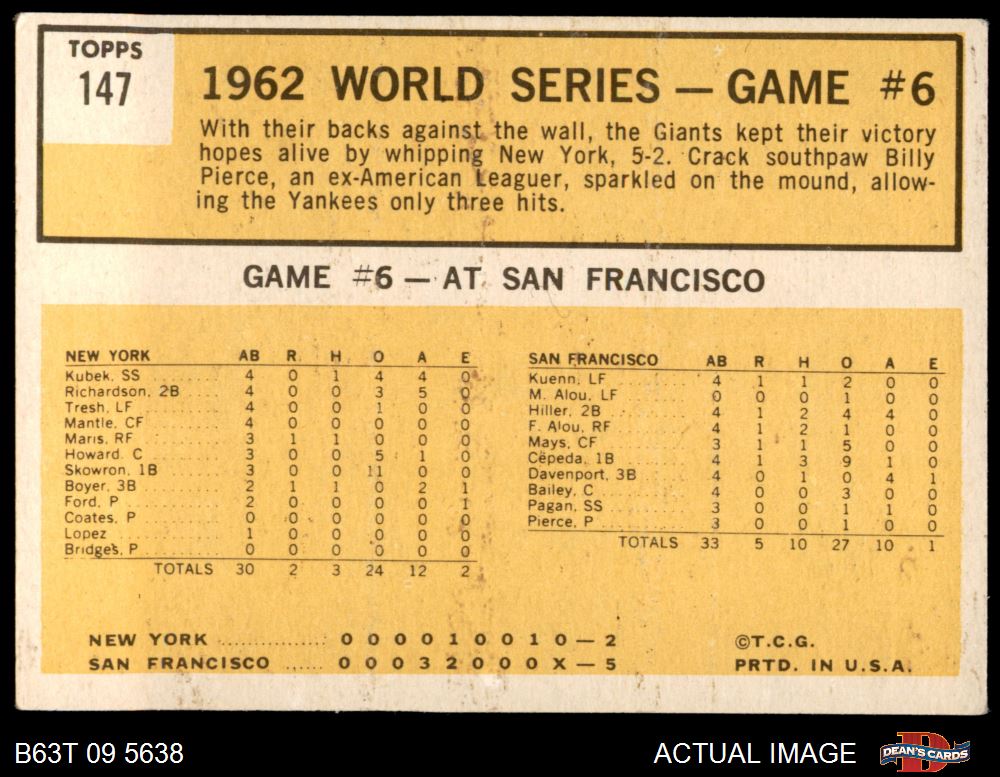 TOPPS
147
1962 WORLD SERIES — GAME #6
With their backs against the wall, the Giants kept their victory
hopes alive by whipping New York, 5-2. Crack southpaw Billy
Pierce, an ex-American Leaguer, sparkled on the mound, allow-
ing the Yankees only three hits.
GAME #6 — AT SAN FRANCISCO
NEW YORK AB R H O A E
Kubek, SS 4 0 1 4 4 0
Richardson, 2B 4 0 0 3 5 0
Tresh, LF 4 0 0 1 0 0
Mantle, CF 4 0 0 0 0 0
Maris, RF 3 1 1 0 0 0
Howard, C 3 0 0 5 1 0
Skowron, 1B 3 0 0 11 0 0
Boyer, 3B 2 1 1 0 2 1
Ford, P 2 0 0 0 0 1
Coates, P 0 0 0 0 0 0
Lopez 1 0 0 0 0 0
Bridges, P 0 0 0 0 0 0
TOTALS 30 2 3 24 12 2
SAN FRANCISCO AB R H O A E
Kuenn, LF 4 1 1 2 0 0
M. Alou, LF 0 0 0 1 0 0
Hiller, 2B 4 1 2 4 4 0
F. Alou, RF 4 1 2 1 0 0
Mays, CF 3 1 1 5 0 0
Cepeda, 1B 4 1 3 9 1 0
Davenport, 3B 4 0 1 0 4 1
Bailey, C 4 0 0 3 0 0
Pagan, SS 3 0 0 1 1 0
Pierce, P 3 0 0 1 0 0
TOTALS 33 5 10 27 10 1
NEW YORK 0 0 0 0 1 0 0 1 0 — 2
SAN FRANCISCO 0 0 0 3 2 0 0 0 X — 5
©T.C.G.
PRTD. IN U.S.A.
B63T 09 5638
ACTUAL IMAGE
DEAN'S CARDS